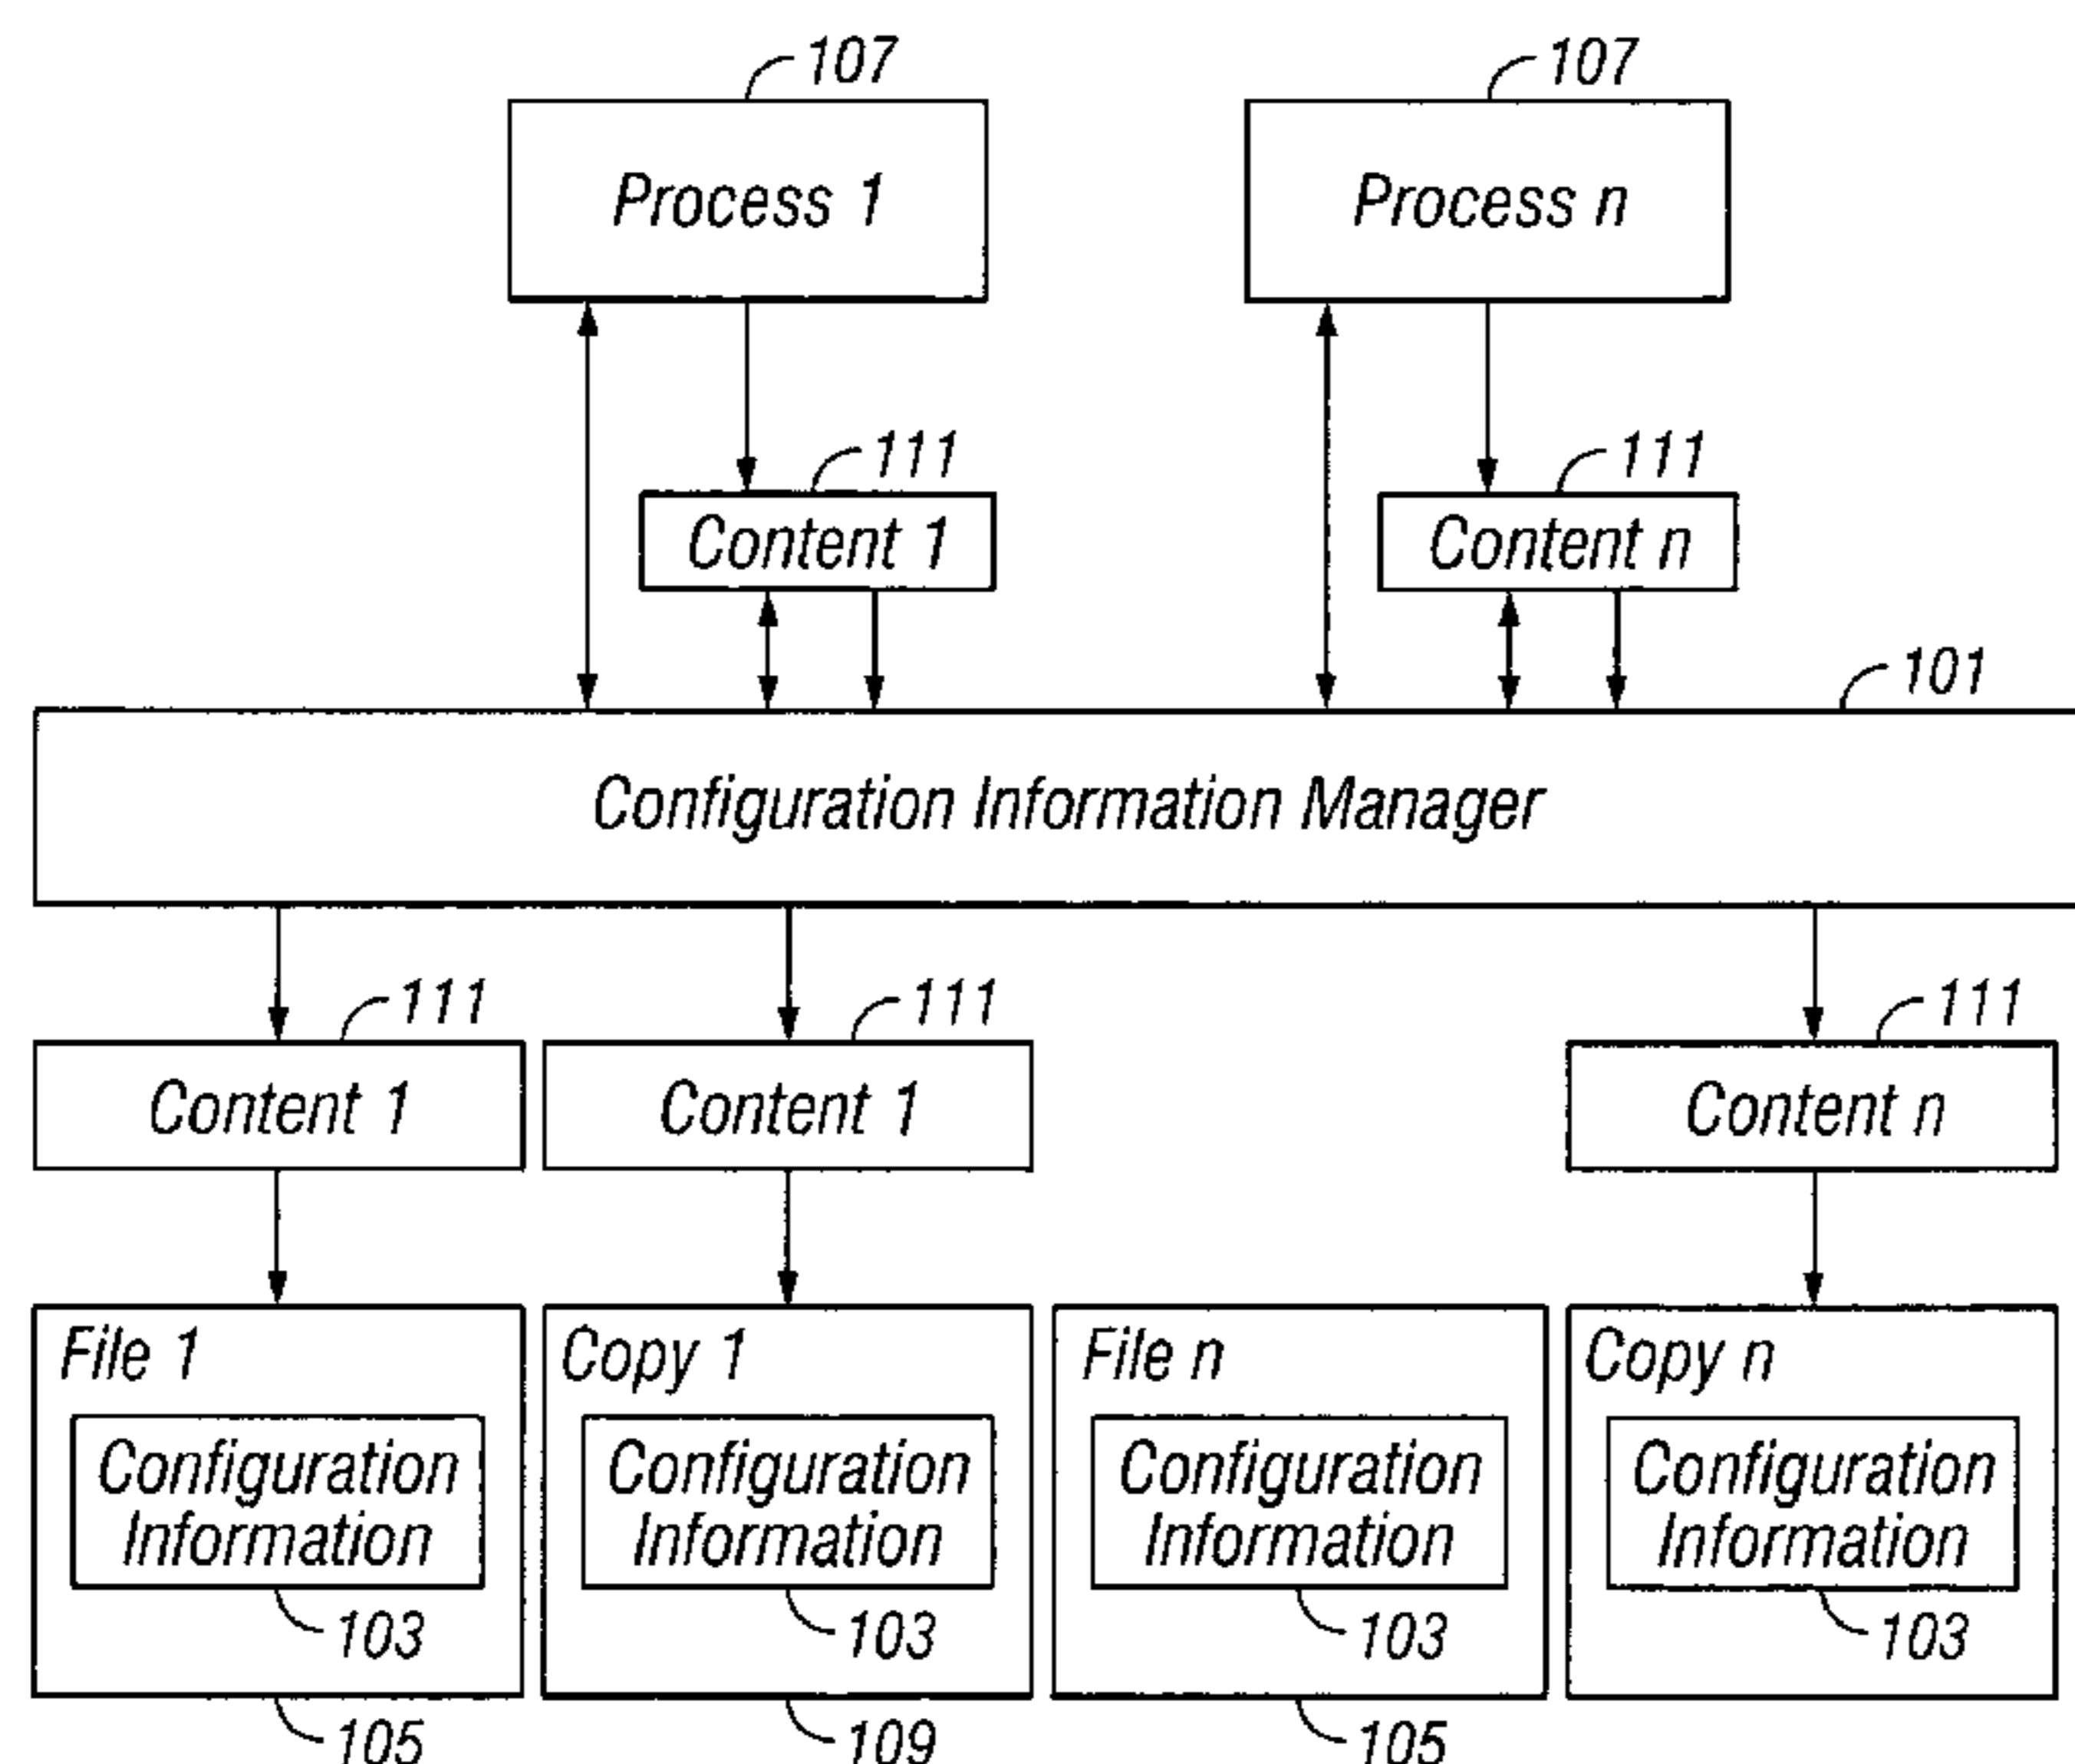 107
107
Process 1
Process n
111
111
Content 1
Content n
101
Configuration Information Manager
111
111
111
Content 1
Content 1
Content n
File 1
Copy 1
File n
Copy n
Configuration
Information
Configuration
Information
Configuration
Information
Configuration
Information
103
103
103
103
105
109
105